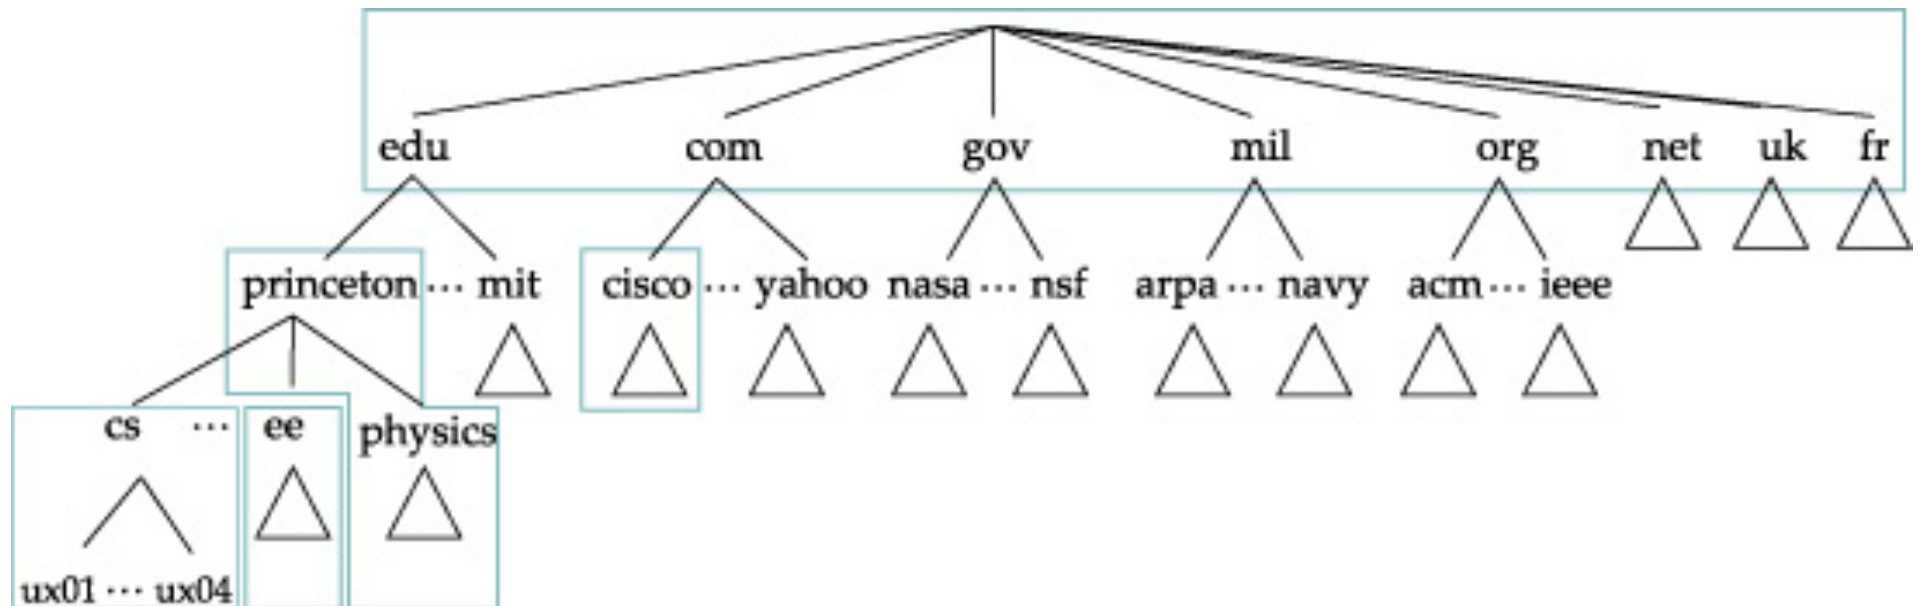 edu com gov mil org net uk fr
princeton ··· mit cisco ··· yahoo nasa ··· nsf arpa ··· navy acm ··· ieee
cs ··· ee physics
ux01 ··· ux04